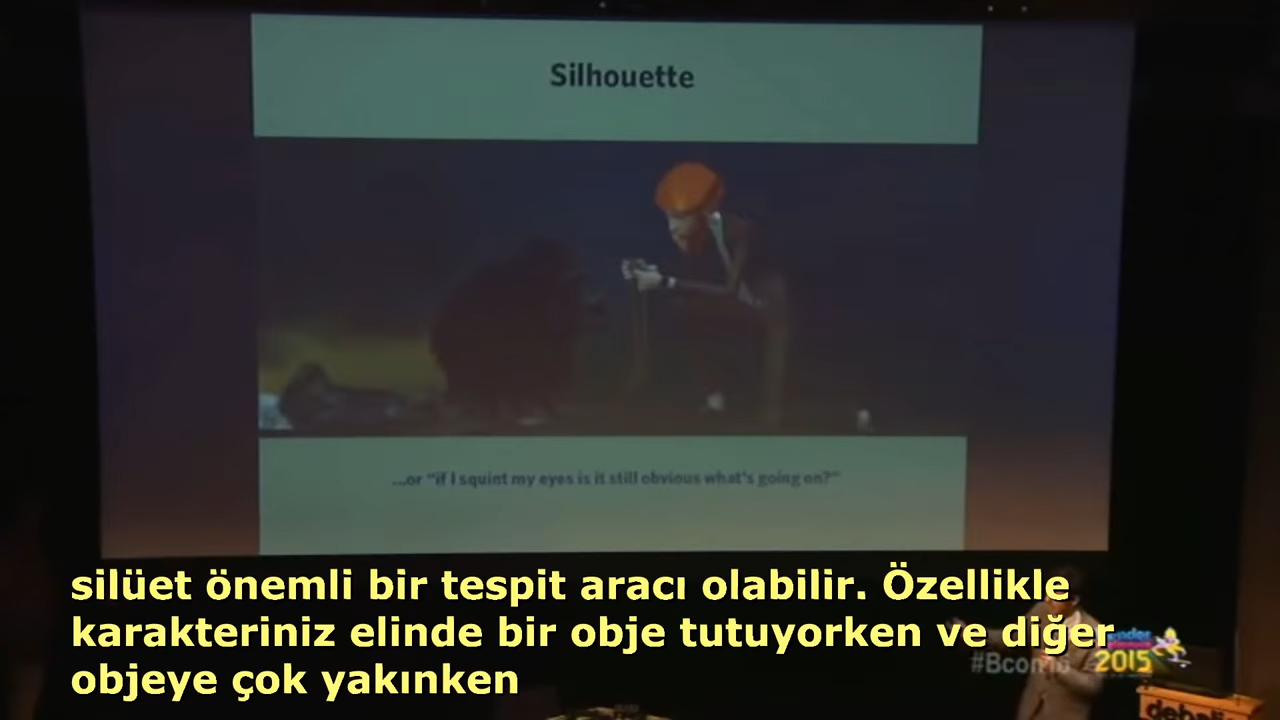 Silhouette
...or "if I squint my eyes is it still obvious what's going on?"
silüet önemli bir tespit aracı olabilir. Özellikle
karakteriniz elinde bir obje tutuyorken ve diğer
objeye çok yakınken
2015